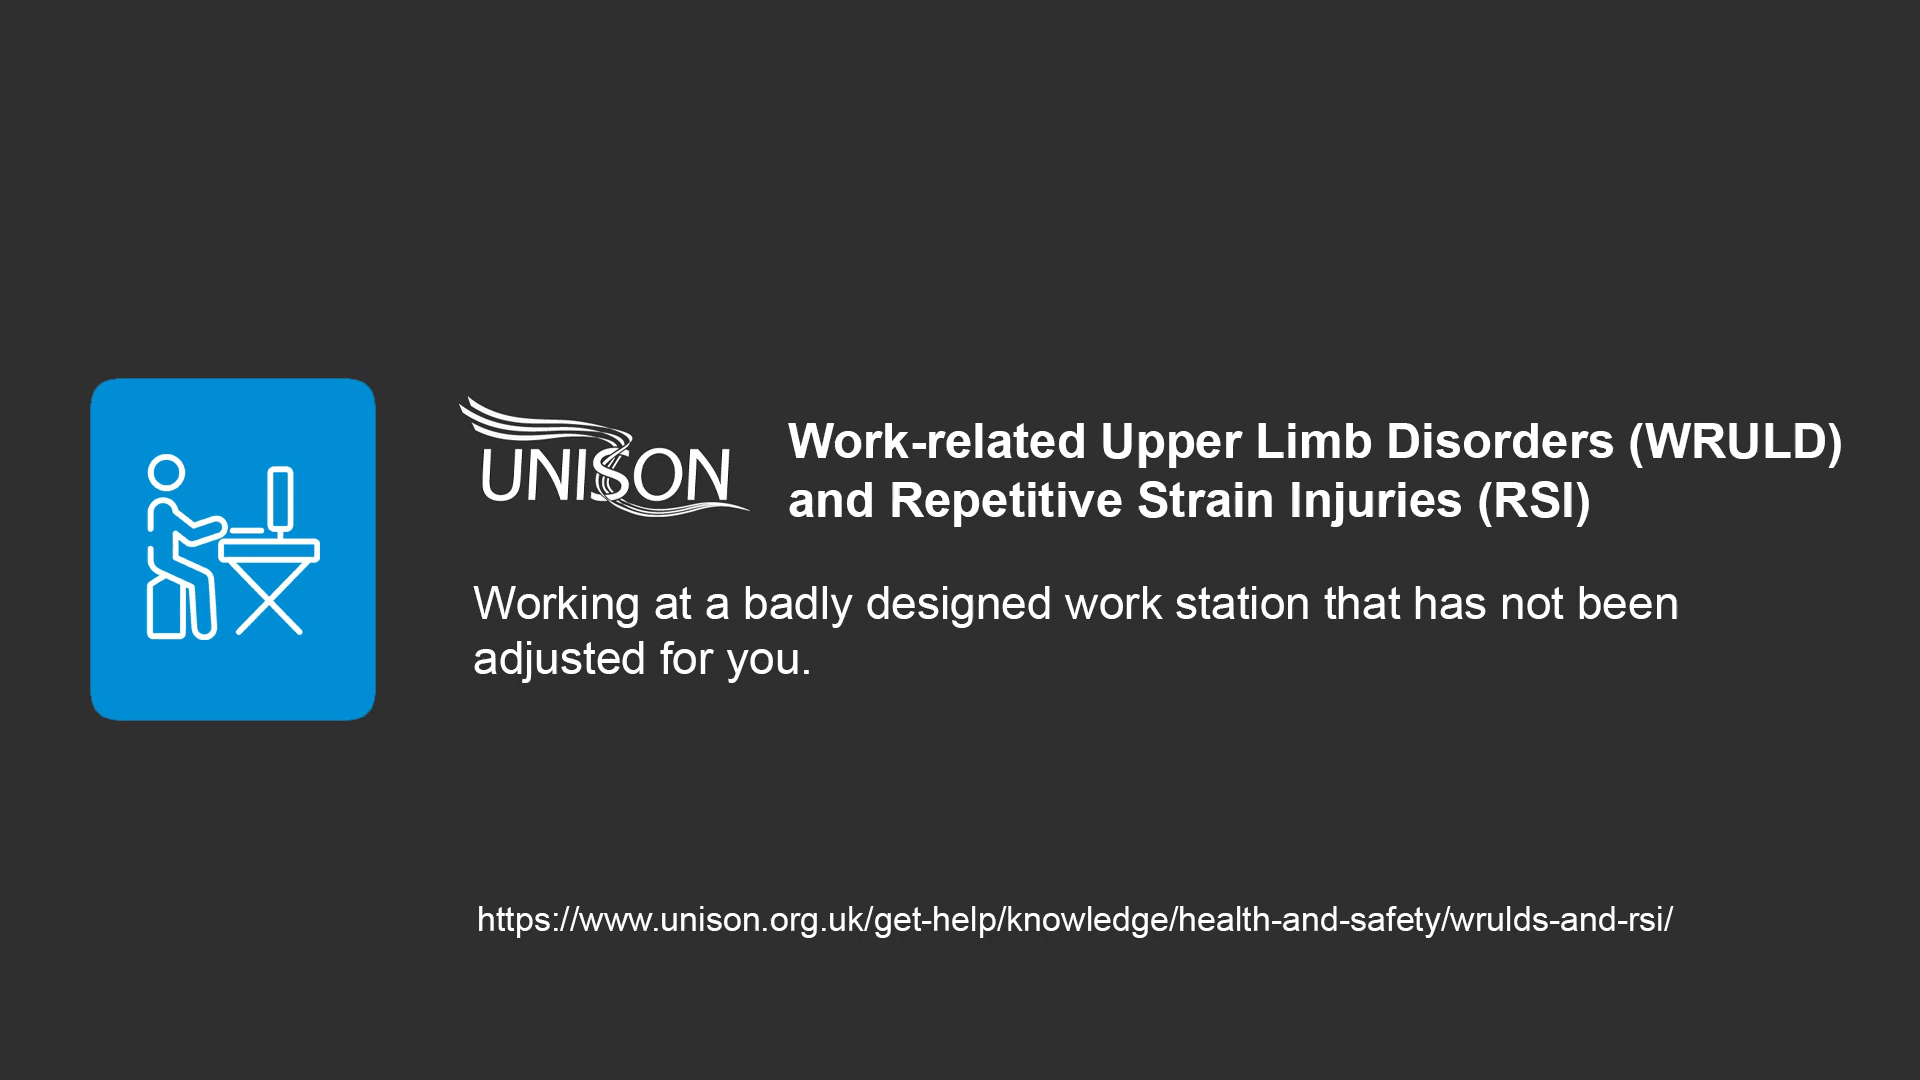 UNISON
Work-related Upper Limb Disorders (WRULD)
and Repetitive Strain Injuries (RSI)
Working at a badly designed work station that has not been
adjusted for you.
https://www.unison.org.uk/get-help/knowledge/health-and-safety/wrulds-and-rsi/